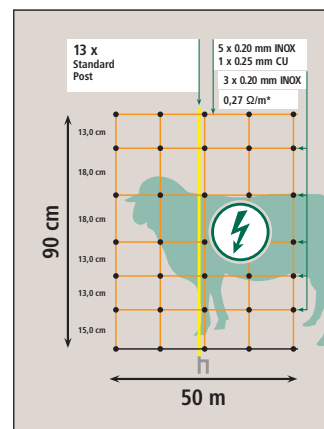 13 x
Standard
Post
5 x 0.20 mm INOX
1 x 0.25 mm CU
3 x 0.20 mm INOX
0,27 Ω/m*
13,0 cm
18,0 cm
18,0 cm
13,0 cm
13,0 cm
15,0 cm
90 cm
50 m